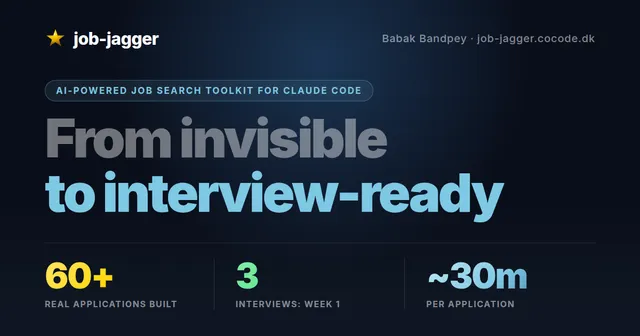 job-jagger
Babak Bandpey · job-jagger.cocode.dk
AI-POWERED JOB SEARCH TOOLKIT FOR CLAUDE CODE
From invisible
to interview-ready
60+
REAL APPLICATIONS BUILT
3
INTERVIEWS: WEEK 1
~30m
PER APPLICATION